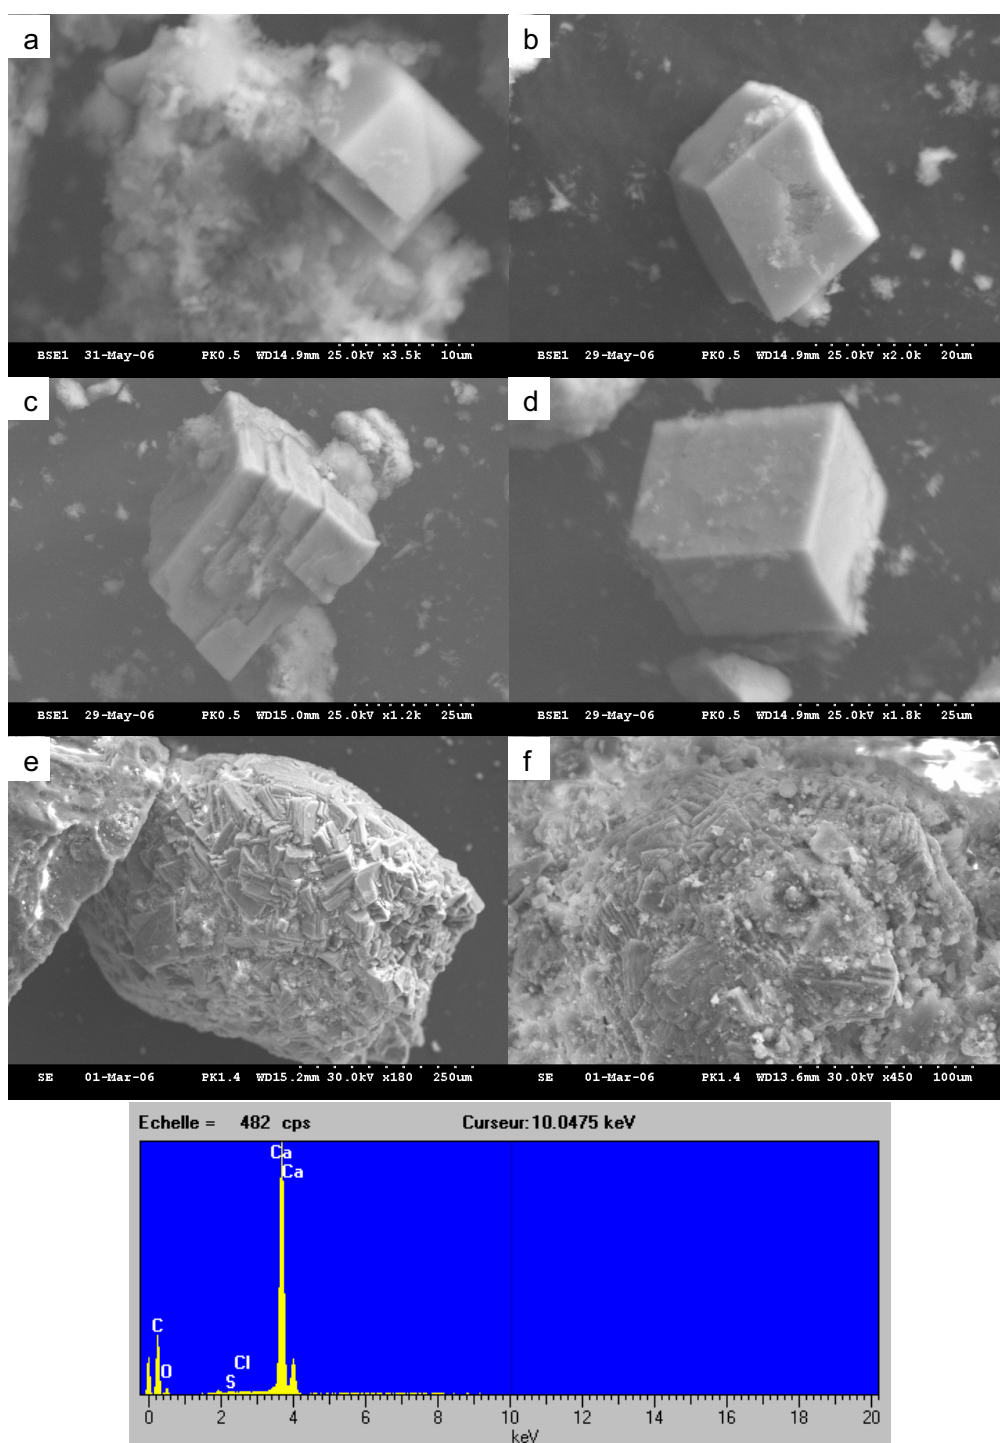 a
b
BSE1 31-May-06 PK0.5 WD14.9mm 25.0kV x3.5k 10um
BSE1 29-May-06 PK0.5 WD14.9mm 25.0kV x2.0k 20um
c
d
BSE1 29-May-06 PK0.5 WD15.0mm 25.0kV x1.2k 25um
BSE1 29-May-06 PK0.5 WD14.9mm 25.0kV x1.8k 25um
e
f
SE 01-Mar-06 PK1.4 WD15.2mm 30.0kV x180 250um
SE 01-Mar-06 PK1.4 WD13.6mm 30.0kV x450 100um
Echelle = 482 cps Curseur: 10.0475 keV
Ca
Ca
C
Cl
O
S
0 2 4 6 8 10 12 14 16 18 20
keV